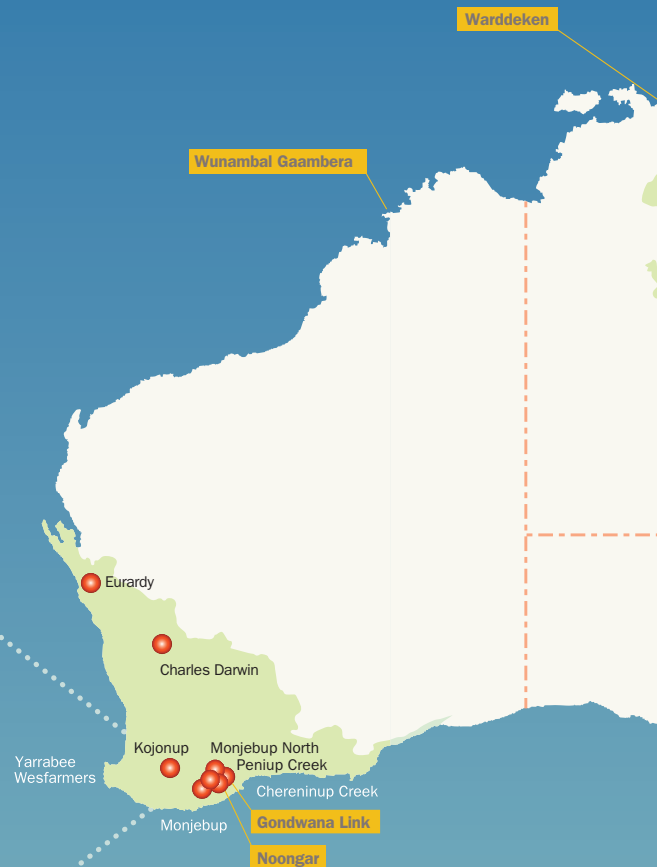 Warddeken
Wunambal Gaambera
Eurardy
Charles Darwin
Kojonup
Monjebup North
Peniup Creek
Yarrabee
Wesfarmers
Chereninup Creek
Monjebup
Gondwana Link
Noongar